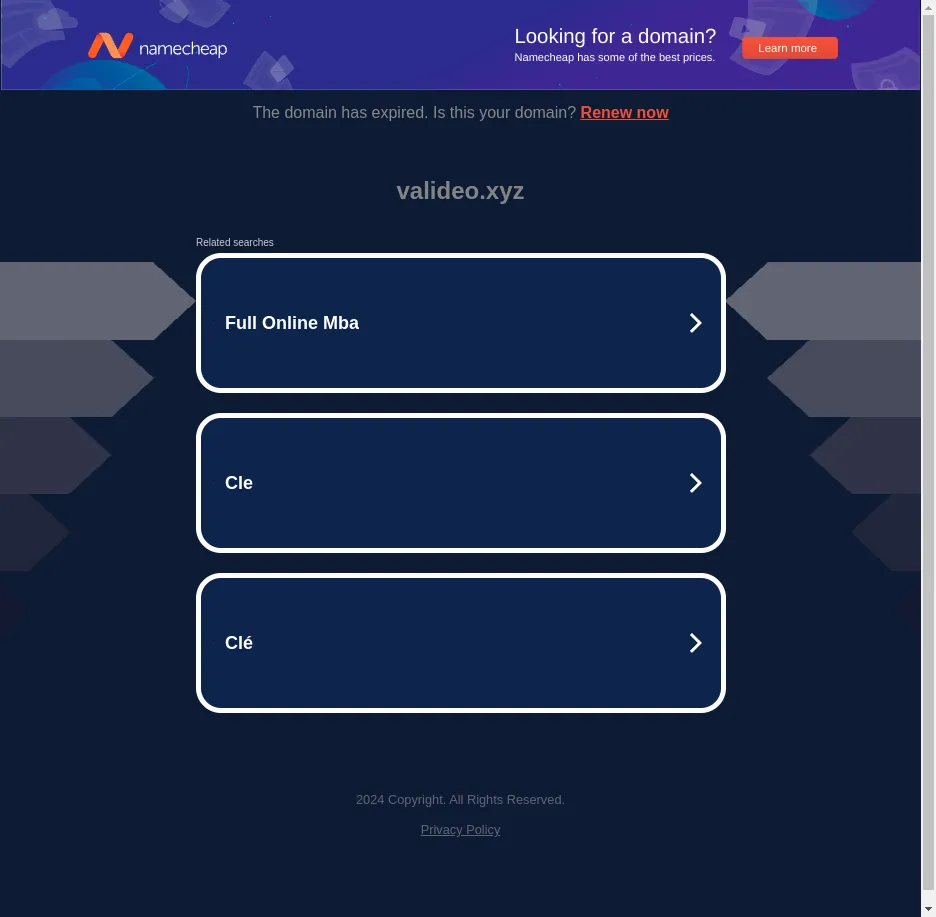 namecheap
Looking for a domain?
Namecheap has some of the best prices.
Learn more
The domain has expired. Is this your domain? Renew now
valideo.xyz
Related searches
Full Online Mba
Cle
Clé
2024 Copyright. All Rights Reserved.
Privacy Policy